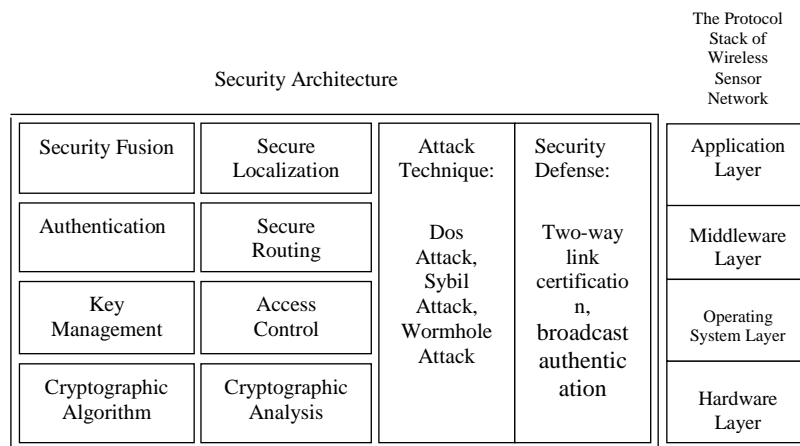 The Protocol
Stack of
Wireless
Sensor
Network
Security Architecture
Security Fusion
Secure
Localization
Authentication
Secure
Routing
Key
Management
Access
Control
Cryptographic
Algorithm
Cryptographic
Analysis
Attack
Technique:
Dos
Attack,
Sybil
Attack,
Wormhole
Attack
Security
Defense:
Two-way
link
certificatio
n,
broadcast
authentic
ation
Application
Layer
Middleware
Layer
Operating
System Layer
Hardware
Layer